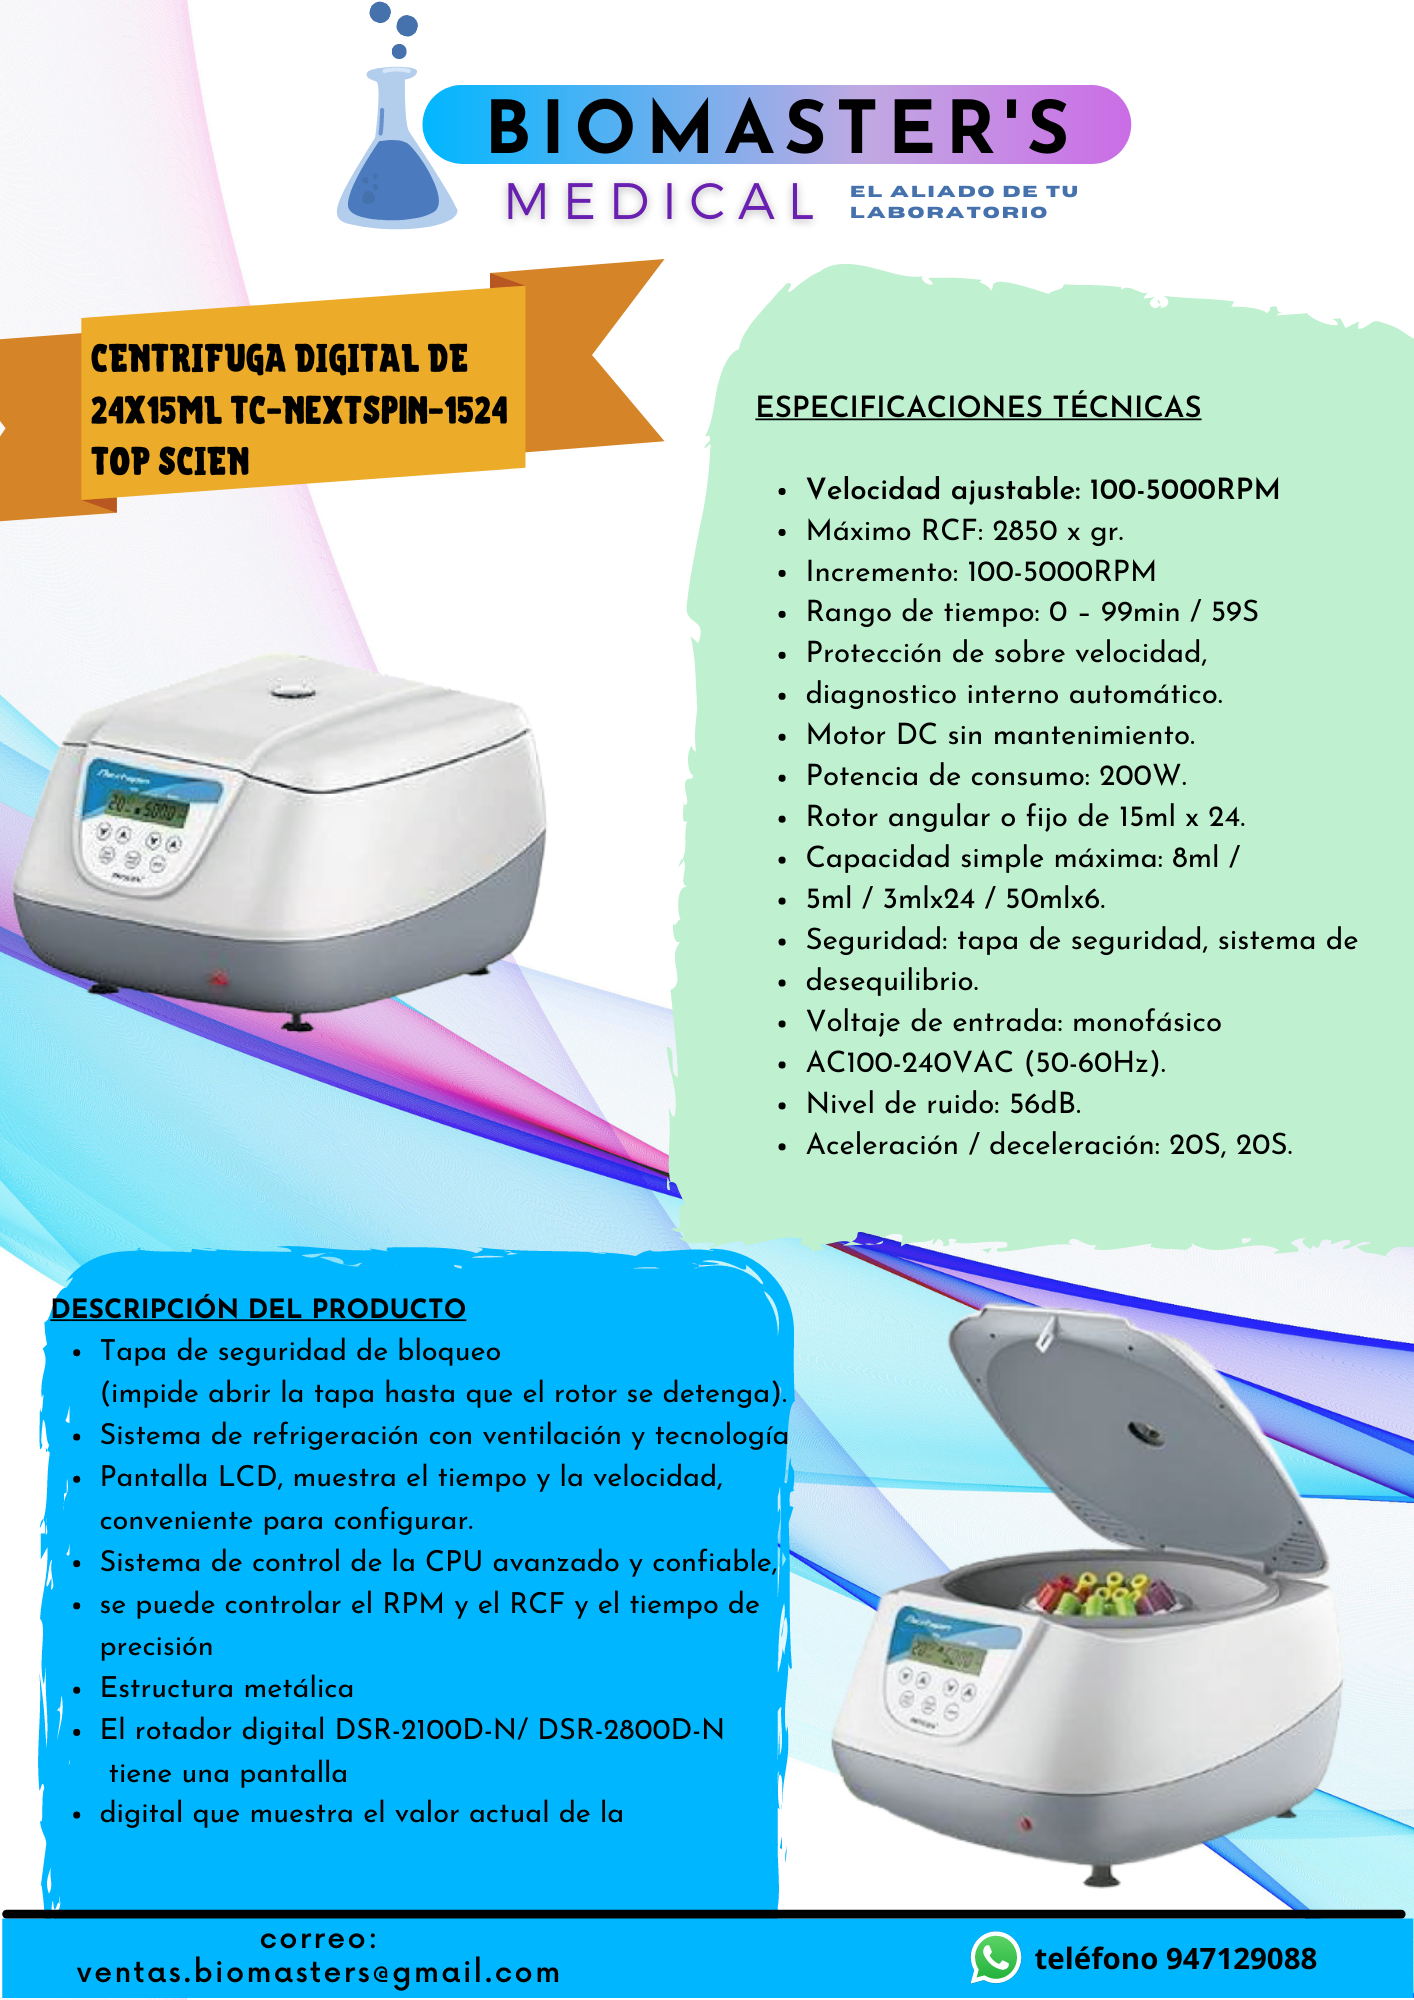 BIOMASTER'S
MEDICAL
EL ALIADO DE TU
LABORATORIO
CENTRIFUGA DIGITAL DE
24X15ML TC-NEXTSPIN-1524
TOP SCIEN
ESPECIFICACIONES TÉCNICAS
• Velocidad ajustable: 100-5000RPM
• Máximo RCF: 2850 x gr.
• Incremento: 100-5000RPM
• Rango de tiempo: 0 – 99min / 59S
• Protección de sobre velocidad,
• diagnostico interno automático.
• Motor DC sin mantenimiento.
• Potencia de consumo: 200W.
• Rotor angular o fijo de 15ml x 24.
• Capacidad simple máxima: 8ml /
• 5ml / 3mlx24 / 50mlx6.
• Seguridad: tapa de seguridad, sistema de
• desequilibrio.
• Voltaje de entrada: monofásico
• AC100-240VAC (50-60Hz).
• Nivel de ruido: 56dB.
• Aceleración / deceleración: 20S, 20S.
DESCRIPCIÓN DEL PRODUCTO
• Tapa de seguridad de bloqueo
(impide abrir la tapa hasta que el rotor se detenga).
• Sistema de refrigeración con ventilación y tecnología
• Pantalla LCD, muestra el tiempo y la velocidad,
conveniente para configurar.
• Sistema de control de la CPU avanzado y confiable,
• se puede controlar el RPM y el RCF y el tiempo de
precisión
• Estructura metálica
• El rotador digital DSR-2100D-N/ DSR-2800D-N
tiene una pantalla
• digital que muestra el valor actual de la
correo:
ventas.biomasters@gmail.com
teléfono 947129088